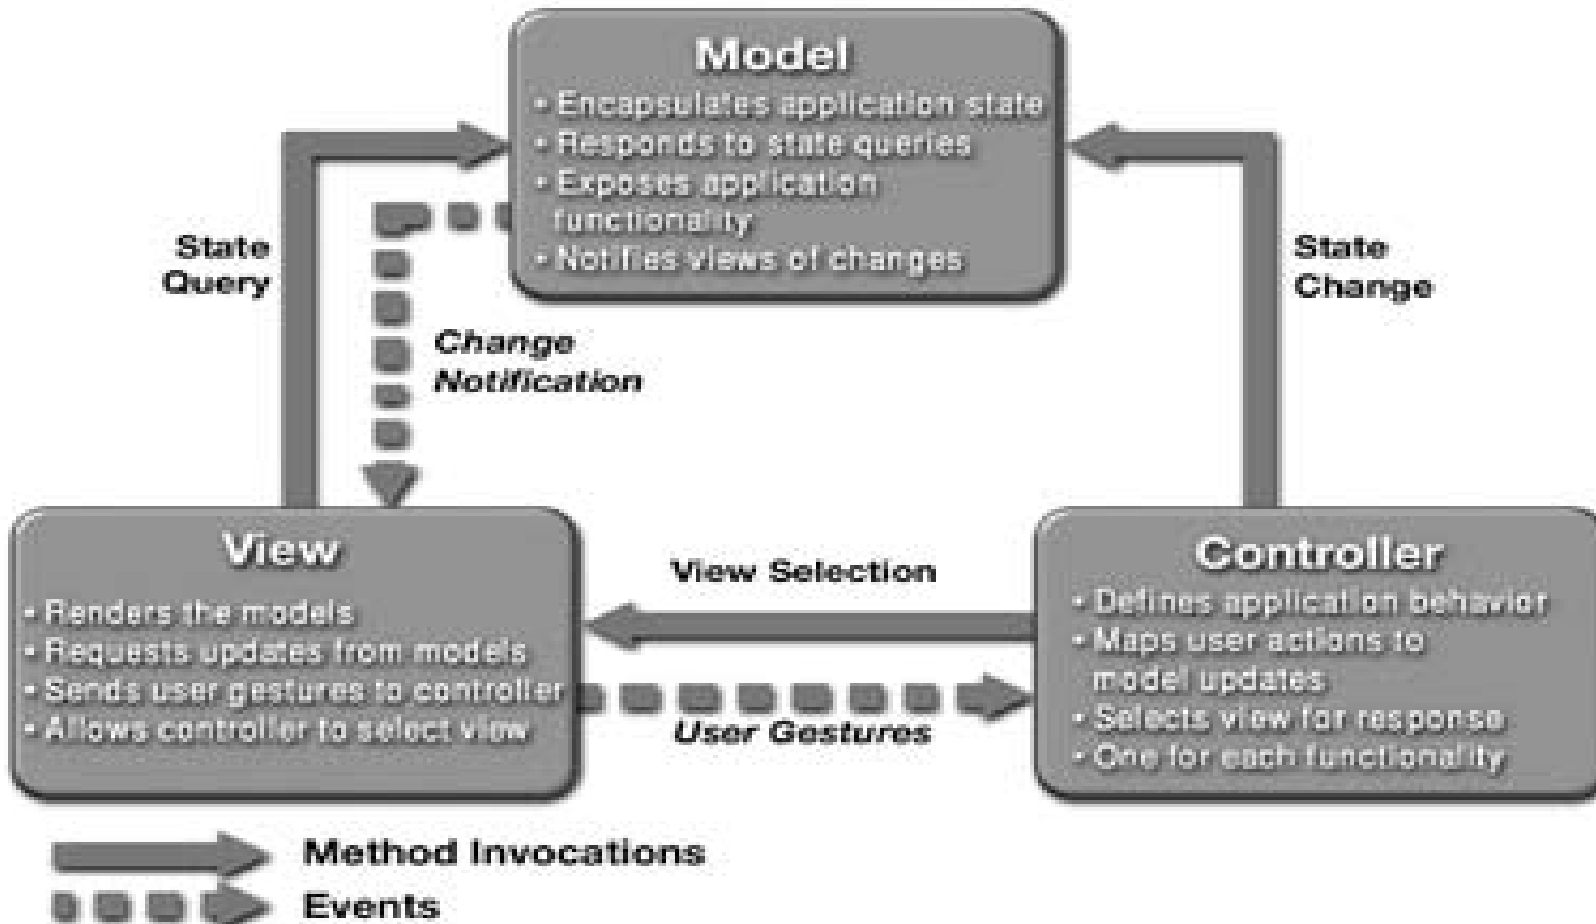 Model
• Encapsulates application state
• Responds to state queries
• Exposes application
functionality
• Notifies views of changes
State
Query
Change
Notification
State
Change
View
• Renders the models
• Requests updates from models
• Sends user gestures to controller
• Allows controller to select view
View Selection
User Gestures
Controller
• Defines application behavior
• Maps user actions to
model updates
• Selects view for response
• One for each functionality
Method Invocations
Events